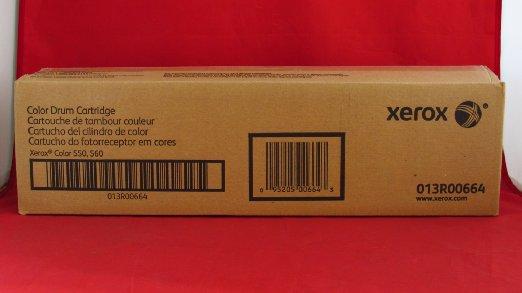 Color Drum Cartridge
Cartouche de tambour couleur
Cartucho del cilindro de color
Cartucho do fotorreceptor em cores
Xerox® Color 550, 560
013R00664
0 95205 00664 3
xerox
013R00664
www.xerox.com